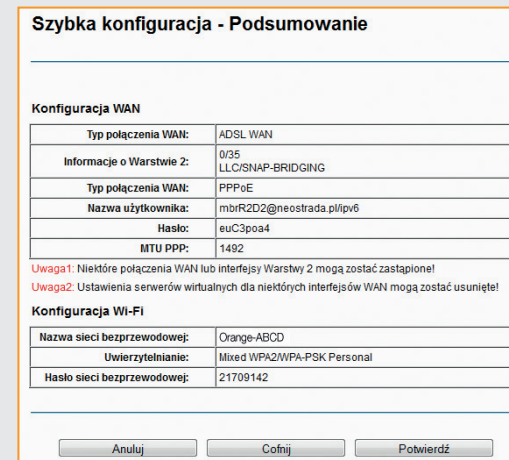 Szybka konfiguracja - Podsumowanie
Konfiguracja WAN
Typ połączenia WAN: ADSL WAN
Informacje o Warstwie 2: 0/35
LLC/SNAP-BRIDGING
Typ połączenia WAN: PPPoE
Nazwa użytkownika: mbrR2D2@neostrada.pl/ipv6
Hasło: euC3poa4
MTU PPP: 1492
Uwaga1: Niektóre połączenia WAN lub interfejsy Warstwy 2 mogą zostać zastąpione!
Uwaga2: Ustawienia serwerów wirtualnych dla niektórych interfejsów WAN mogą zostać usunięte!
Konfiguracja Wi-Fi
Nazwa sieci bezprzewodowej: Orange-ABCD
Uwierzytelnianie: Mixed WPA2/WPA-PSK Personal
Hasło sieci bezprzewodowej: 21709142
Anuluj Cofnij Potwierdź